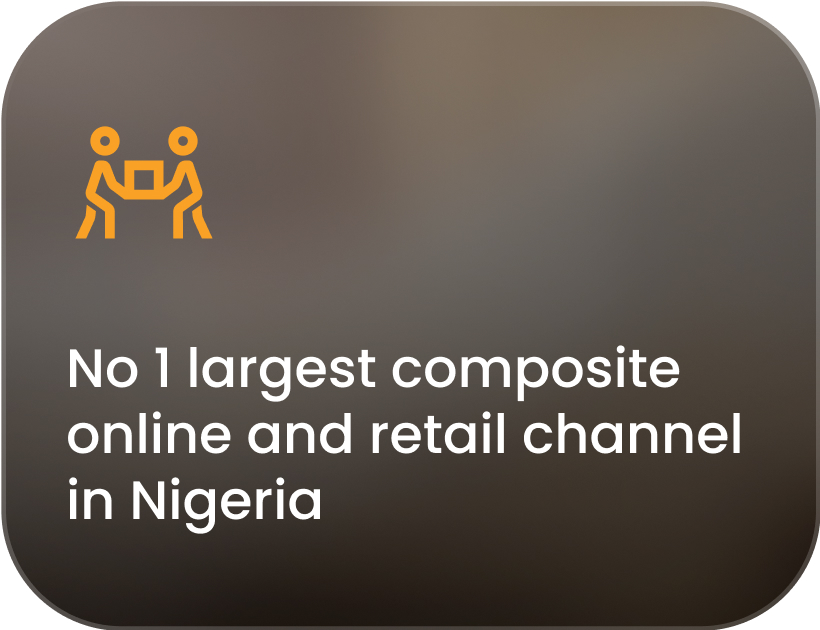 No 1 largest composite
online and retail channel
in Nigeria